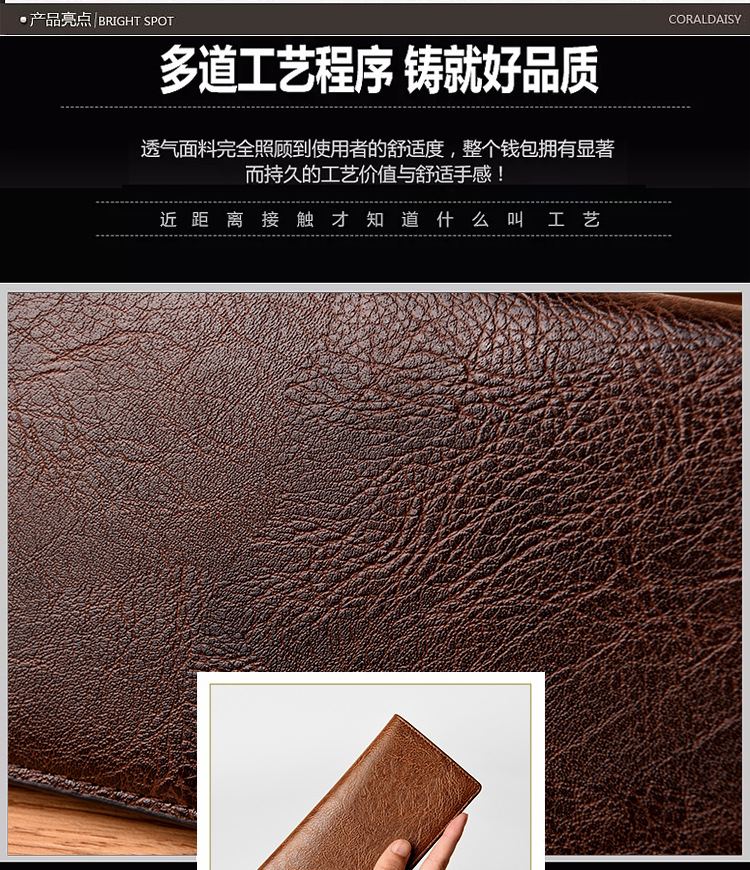 产品亮点|BRIGHT SPOT
CORALDAISY
多道工艺程序 铸就好品质
透气面料完全照顾到使用者的舒适度，整个钱包拥有显著
而持久的工艺价值与舒适手感！
近距离接触才知道什么叫 工艺